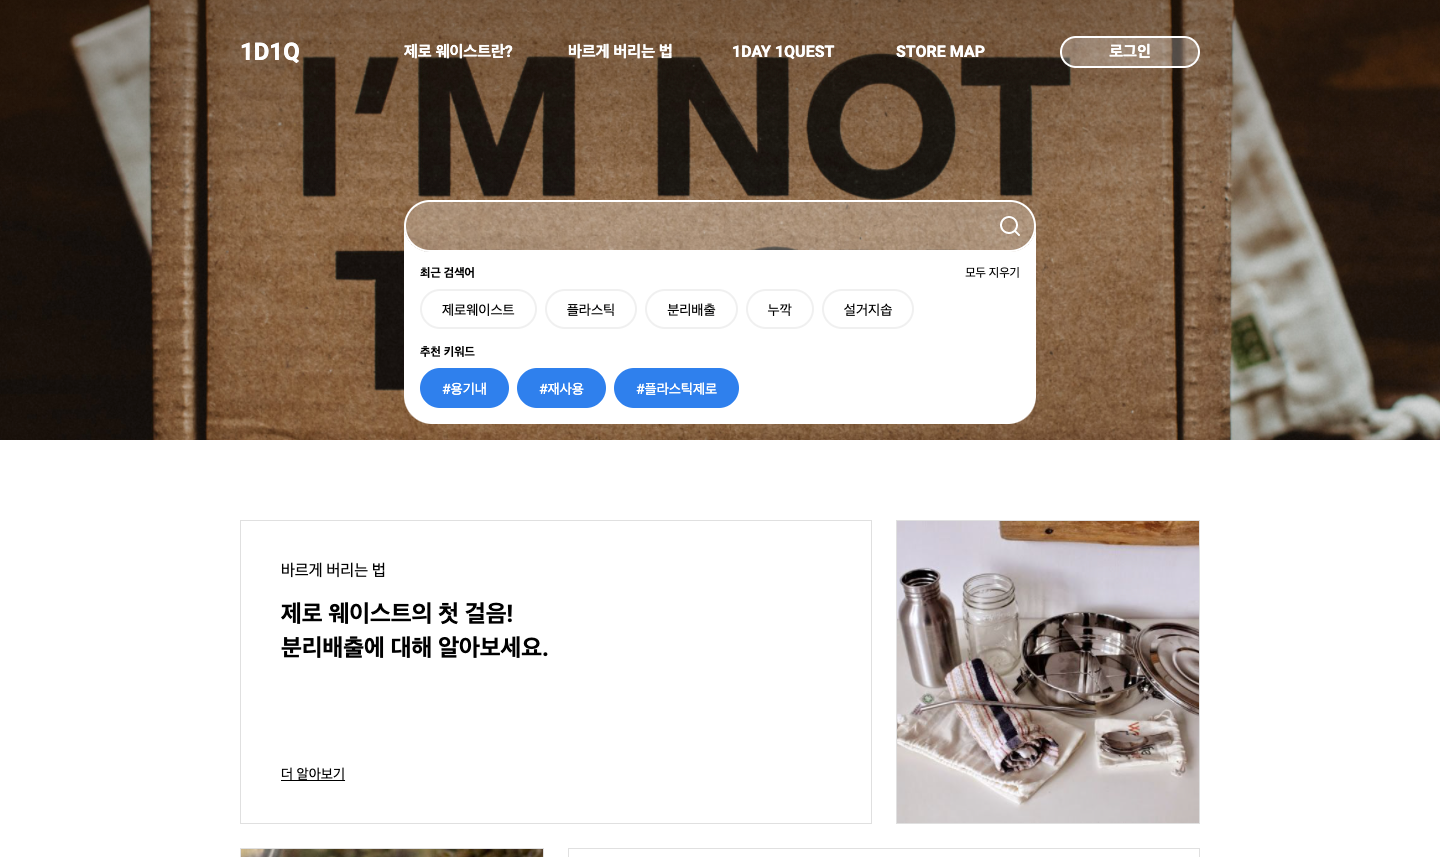 1D1Q
제로 웨이스트란?
바르게 버리는 법
1DAY 1QUEST
STORE MAP
로그인
I'M NOT
최근 검색어
모두 지우기
제로웨이스트
플라스틱
분리배출
누깍
설거지솝
추천 키워드
#용기내
#재사용
#플라스틱제로
바르게 버리는 법
제로 웨이스트의 첫 걸음!
분리배출에 대해 알아보세요.
더 알아보기